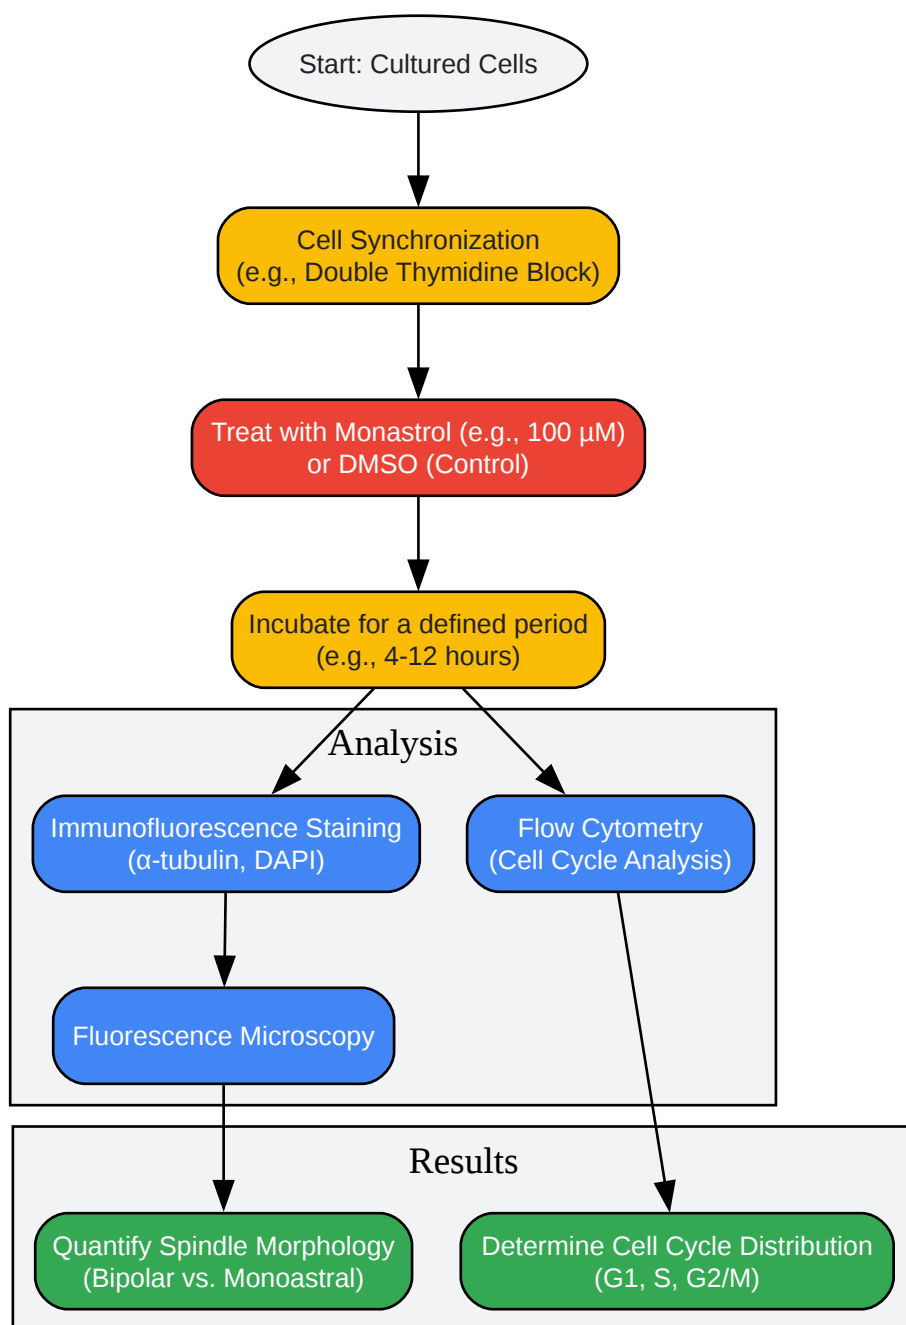 Start: Cultured Cells
Cell Synchronization
(e.g., Double Thymidine Block)
Treat with Monastrol (e.g., 100 µM)
or DMSO (Control)
Incubate for a defined period
(e.g., 4-12 hours)
Analysis
Immunofluorescence Staining
(α-tubulin, DAPI)
Flow Cytometry
(Cell Cycle Analysis)
Fluorescence Microscopy
Results
Quantify Spindle Morphology
(Bipolar vs. Monoastral)
Determine Cell Cycle Distribution
(G1, S, G2/M)